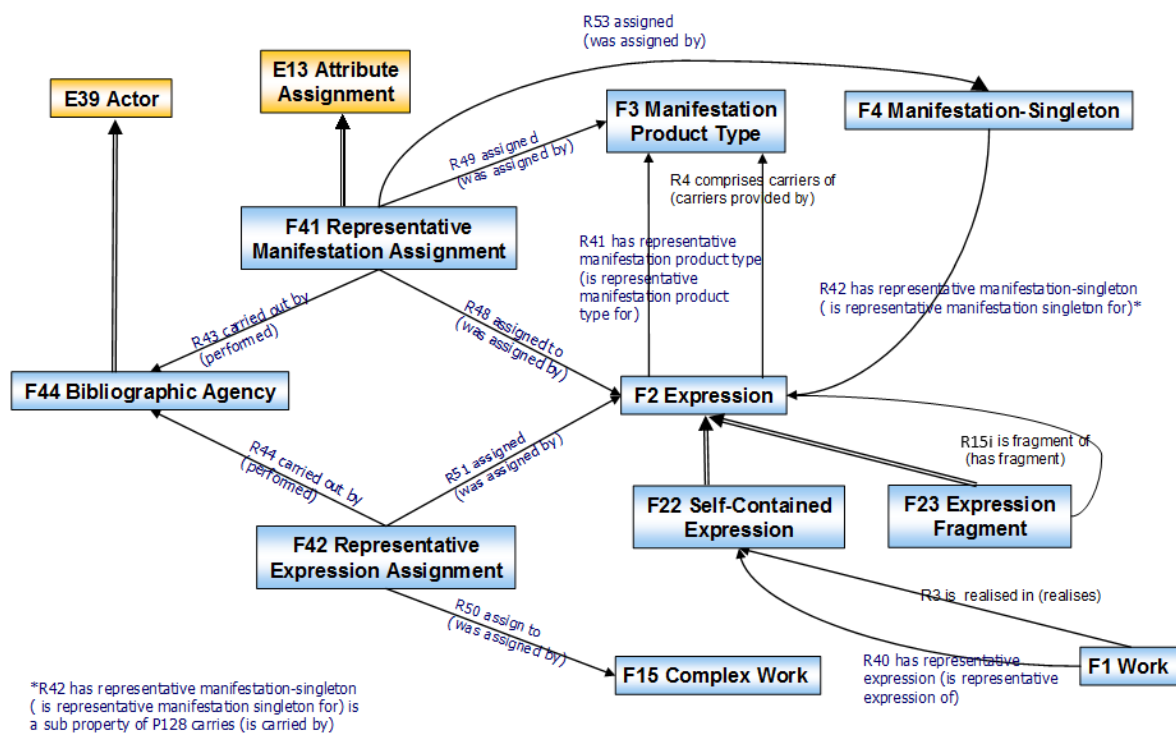 R53 assigned
(was assigned by)
E13 Attribute
Assignment
E39 Actor
F3 Manifestation
Product Type
F4 Manifestation-Singleton
R49 assigned
(was assigned by)
R4 comprises carriers of
(carriers provided by)
F41 Representative
Manifestation Assignment
R41 has representative
manifestation product type
(is representative
manifestation product
type for)
R42 has representative manifestation-singleton
( is representative manifestation singleton for)*
R43 carried out by
(performed)
R48 assigned to
(was assigned by)
F44 Bibliographic Agency
F2 Expression
R44 carried out by
(performed)
R51 assigned
(was assigned by)
R15i is fragment of
(has fragment)
F22 Self-Contained
Expression
F23 Expression
Fragment
F42 Representative
Expression Assignment
R3 is realised in (realises)
R50 assign to
(was assigned by)
F15 Complex Work
R40 has representative
expression (is representative
expression of)
F1 Work
*R42 has representative manifestation-singleton
( is representative manifestation singleton for) is
a sub property of P128 carries (is carried by)